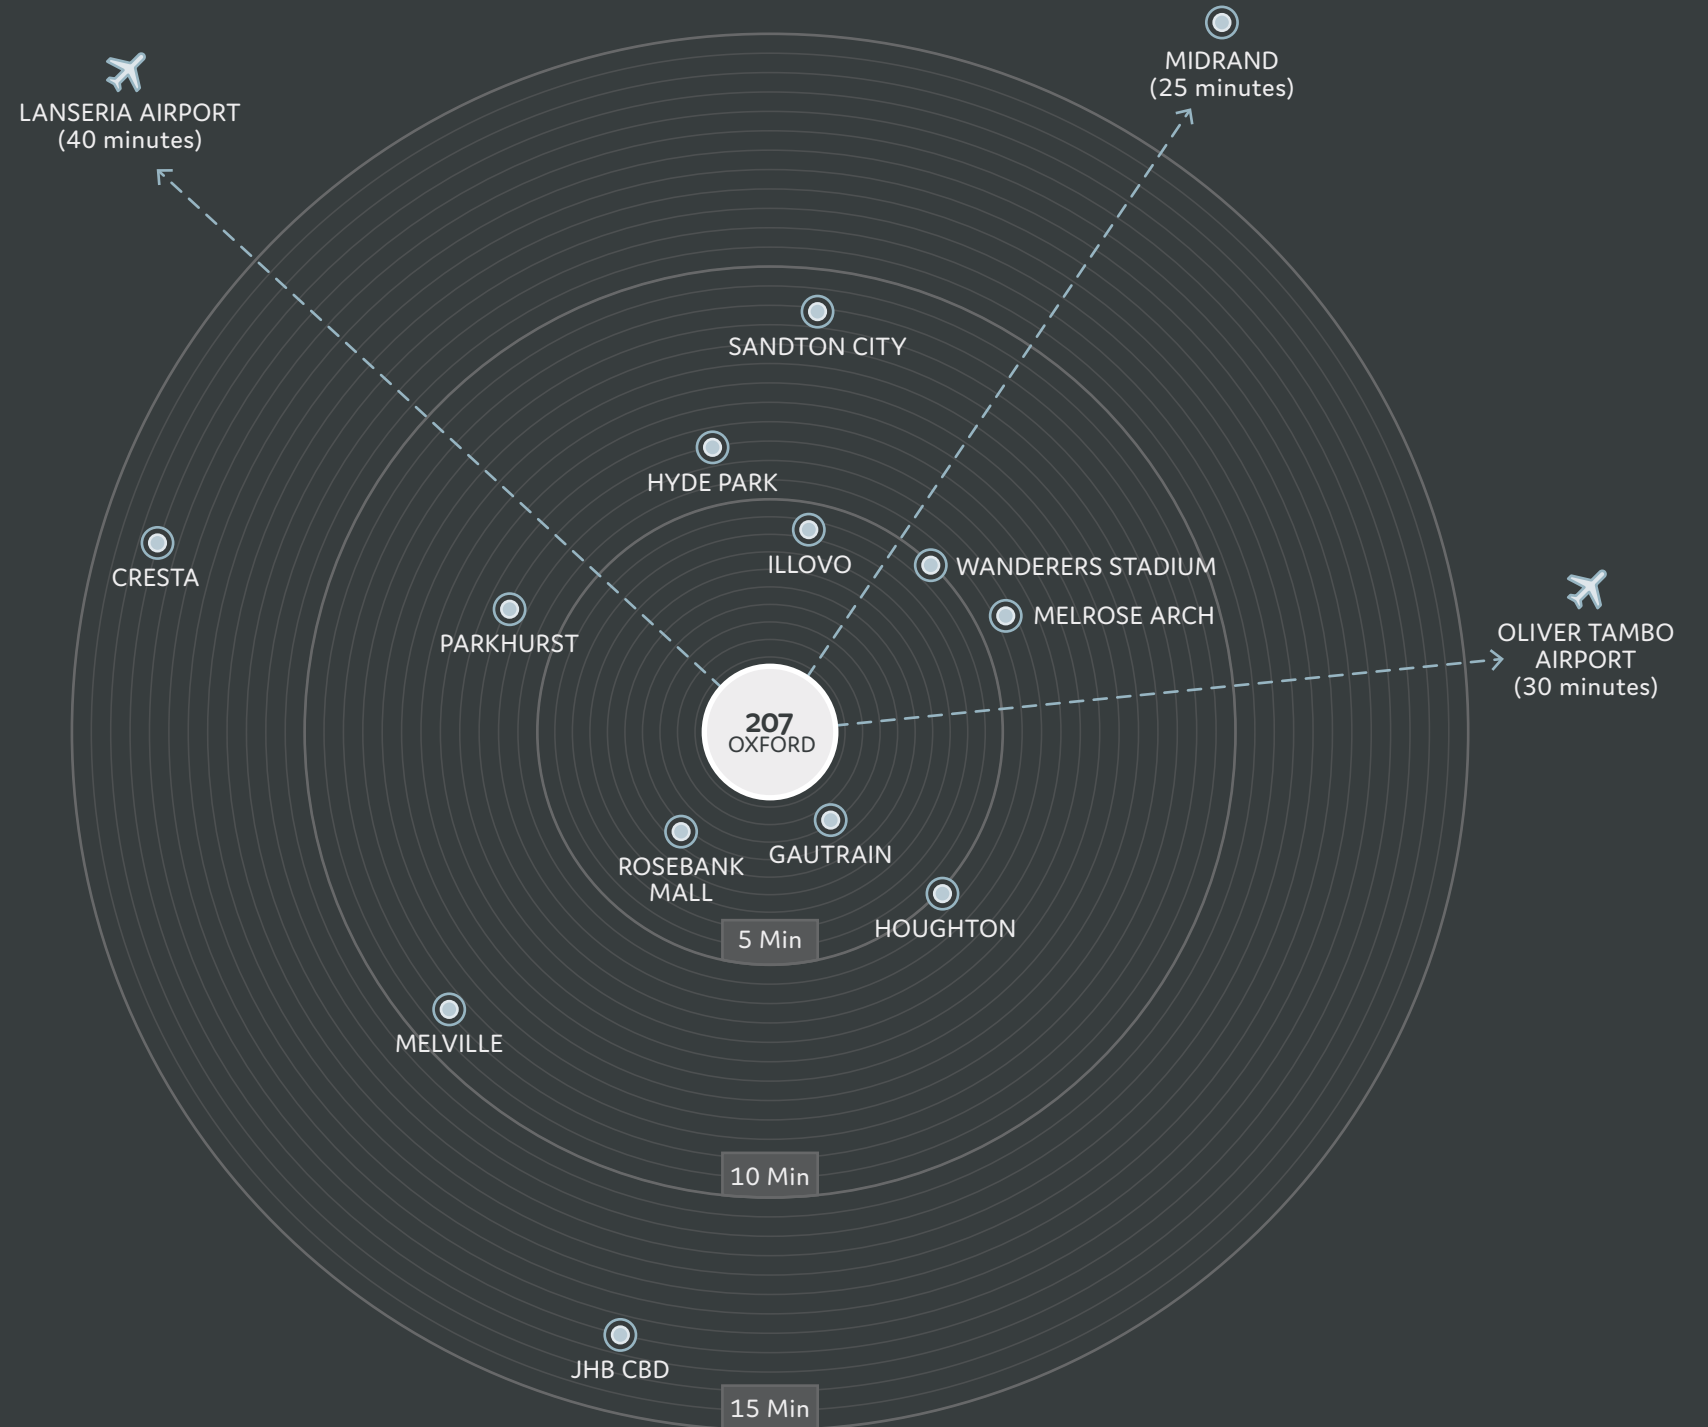 MIDRAND
(25 minutes)
LANSERIA AIRPORT
(40 minutes)
SANDTON CITY
HYDE PARK
ILLOVO
WANDERERS STADIUM
CRESTA
MELROSE ARCH
PARKHURST
OLIVER TAMBO
AIRPORT
(30 minutes)
207
OXFORD
GAUTRAIN
ROSEBANK
MALL
HOUGHTON
5 Min
MELVILLE
10 Min
JHB CBD
15 Min